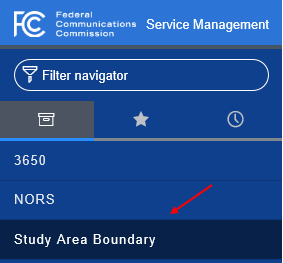 FCC
Federal
Communications
Commission
Service Management
Filter navigator
3650
NORS
Study Area Boundary